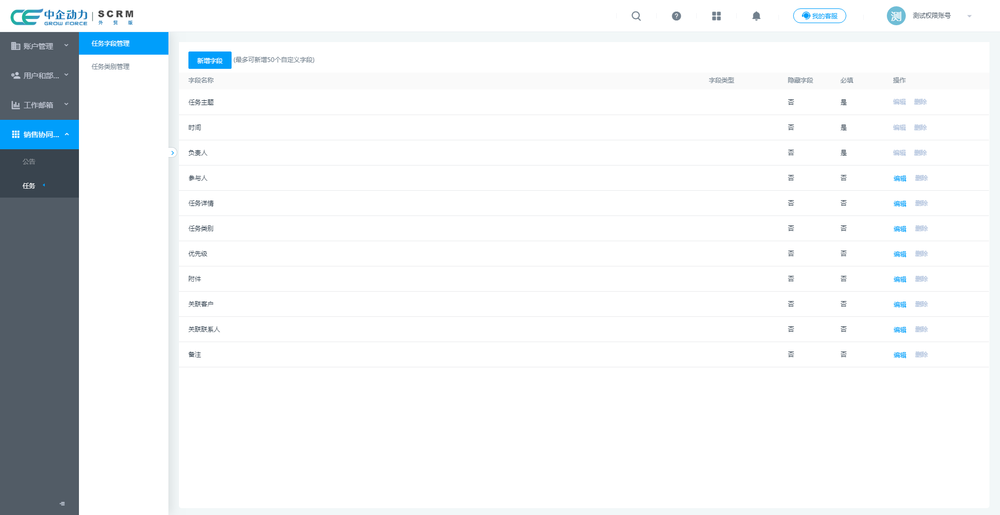 中企动力 GROW FORCE | SCRM 外贸版
我的客服
测 测试权限账号
账户管理
用户和部...
工作邮箱
销售协同...
公告
任务
任务字段管理
任务类别管理
新增字段 (最多可新增50个自定义字段)
字段名称 字段类型 隐藏字段 必填 操作
任务主题 否 是 编辑 删除
时间 否 是 编辑 删除
负责人 否 是 编辑 删除
参与人 否 否 编辑 删除
任务详情 否 否 编辑 删除
任务类别 否 否 编辑 删除
优先级 否 否 编辑 删除
附件 否 否 编辑 删除
关联客户 否 否 编辑 删除
关联联系人 否 否 编辑 删除
备注 否 否 编辑 删除